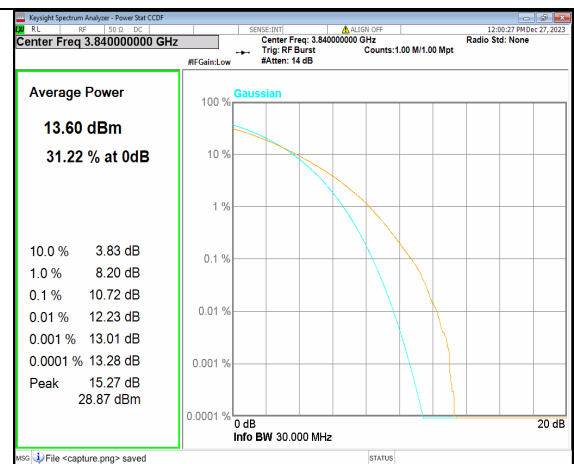 Keysight Spectrum Analyzer - Power Stat CCDF
LXI RL RF 50 Ω DC SENSE:INT ALIGN OFF 12:00:27 PM Dec 27, 2023
Center Freq 3.840000000 GHz Center Freq: 3.840000000 GHz Radio Std: None
Trig: RF Burst Counts:1.00 M/1.00 Mpt
#IFGain:Low #Atten: 14 dB
Average Power
13.60 dBm
31.22 % at 0dB
10.0 % 3.83 dB
1.0 % 8.20 dB
0.1 % 10.72 dB
0.01 % 12.23 dB
0.001 % 13.01 dB
0.0001 % 13.28 dB
Peak 15.27 dB
28.87 dBm
Gaussian
100 %
10 %
1 %
0.1 %
0.01 %
0.001 %
0.0001 %
0 dB 20 dB
Info BW 30.000 MHz
MSG File <capture.png> saved STATUS